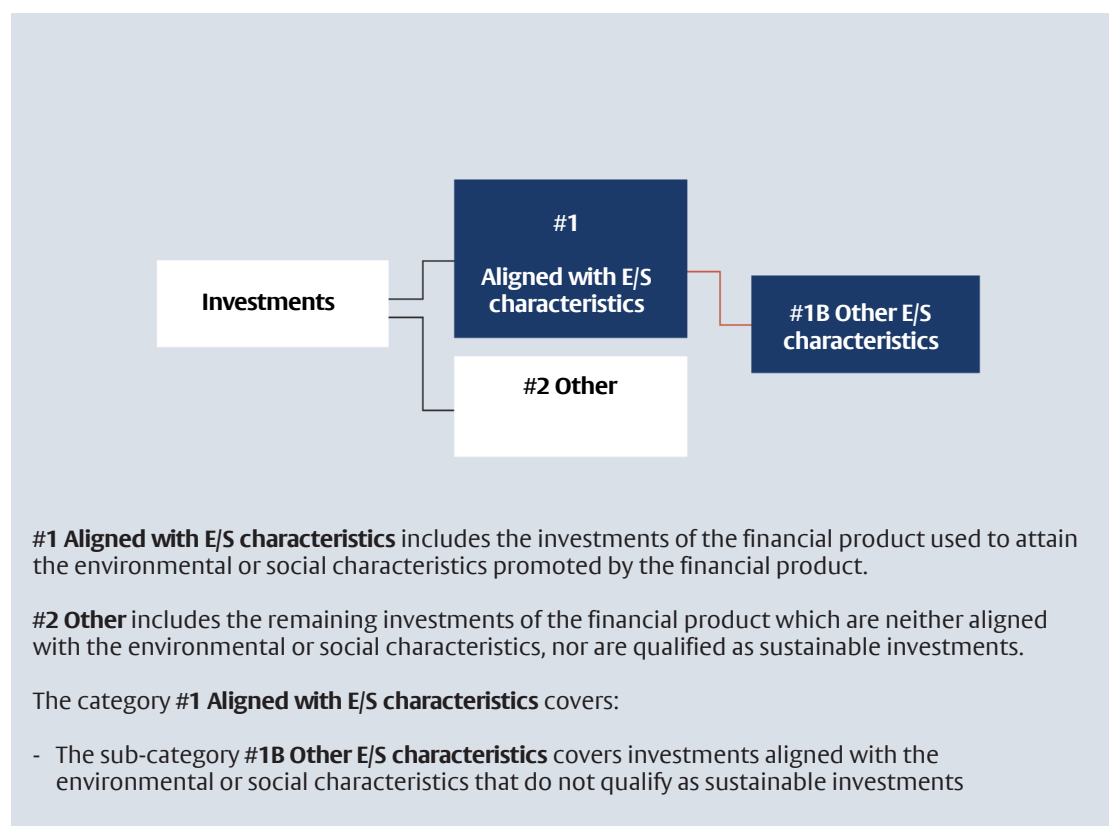 #1
Aligned with E/S
characteristics
Investments
#1B Other E/S
characteristics
#2 Other
#1 Aligned with E/S characteristics includes the investments of the financial product used to attain
the environmental or social characteristics promoted by the financial product.
#2 Other includes the remaining investments of the financial product which are neither aligned
with the environmental or social characteristics, nor are qualified as sustainable investments.
The category #1 Aligned with E/S characteristics covers:
- The sub-category #1B Other E/S characteristics covers investments aligned with the
environmental or social characteristics that do not qualify as sustainable investments